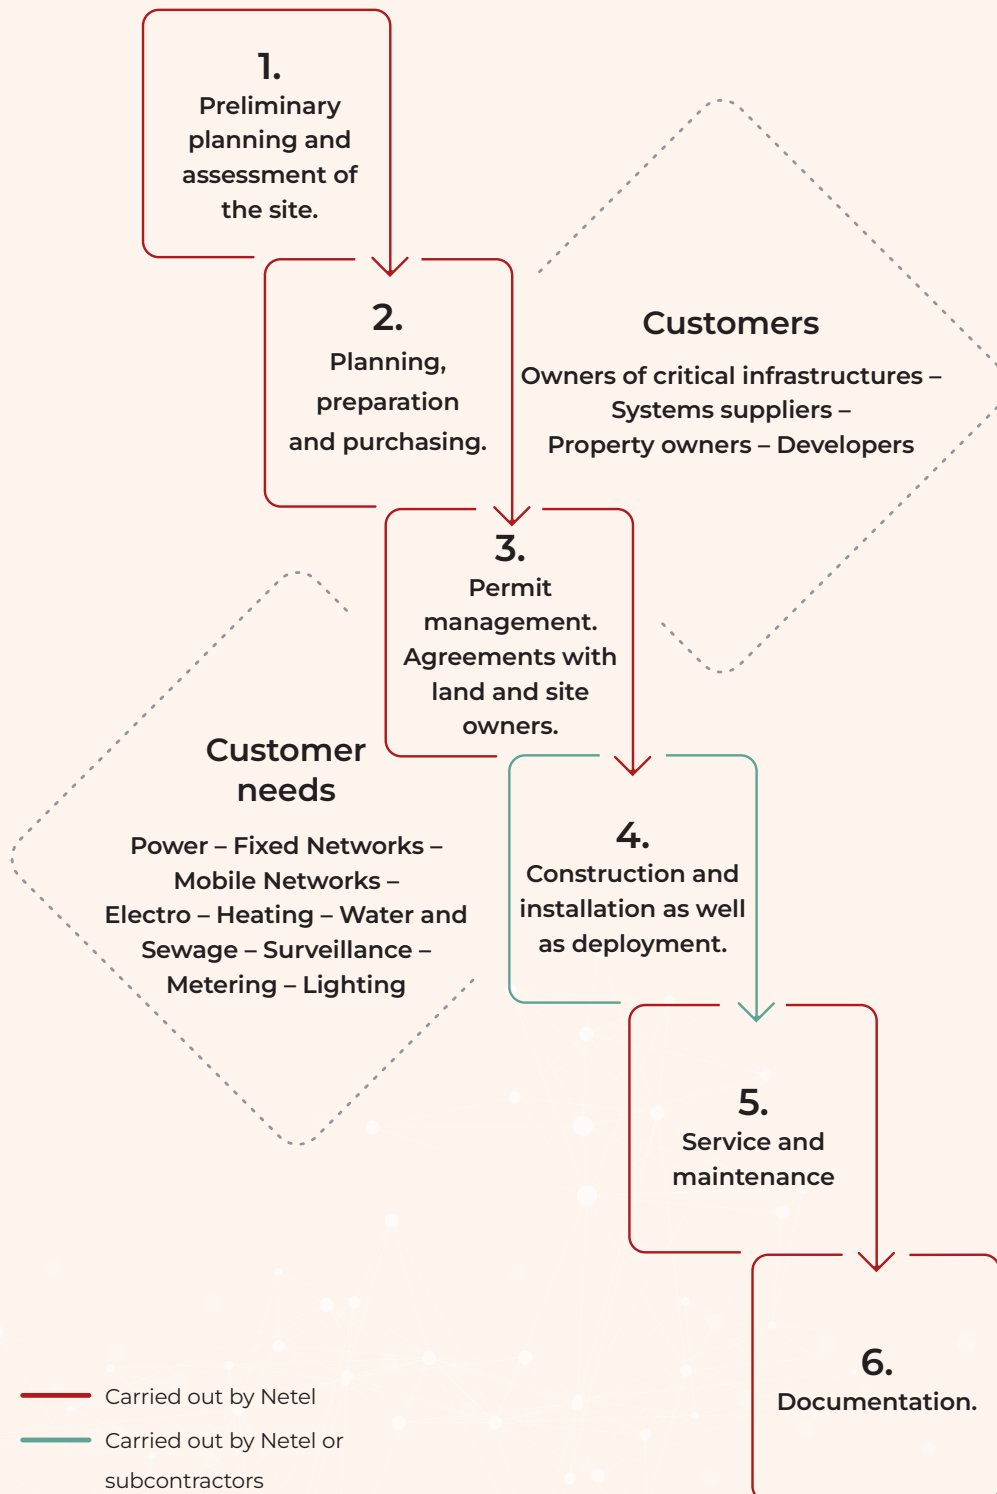 1.
Preliminary
planning and
assessment of
the site.
2.
Planning,
preparation
and purchasing.
Customers
Owners of critical infrastructures –
Systems suppliers –
Property owners – Developers
3.
Permit
management.
Agreements with
land and site
owners.
Customer
needs
Power – Fixed Networks –
Mobile Networks –
Electro – Heating – Water and
Sewage – Surveillance –
Metering – Lighting
4.
Construction and
installation as well
as deployment.
5.
Service and
maintenance
6.
Documentation.
Carried out by Netel
Carried out by Netel or
subcontractors